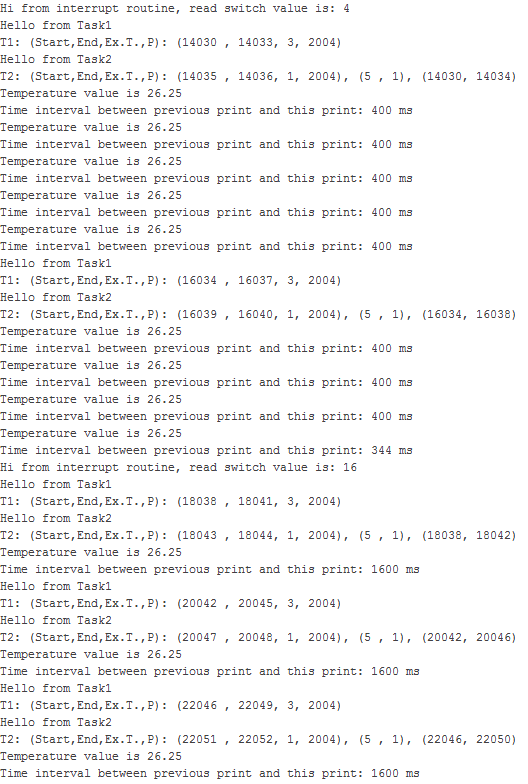 Hi from interrupt routine, read switch value is: 4
Hello from Task1
T1: (Start,End,Ex.T.,P): (14030 , 14033, 3, 2004)
Hello from Task2
T2: (Start,End,Ex.T.,P): (14035 , 14036, 1, 2004), (5 , 1), (14030, 14034)
Temperature value is 26.25
Time interval between previous print and this print: 400 ms
Temperature value is 26.25
Time interval between previous print and this print: 400 ms
Temperature value is 26.25
Time interval between previous print and this print: 400 ms
Temperature value is 26.25
Time interval between previous print and this print: 400 ms
Temperature value is 26.25
Time interval between previous print and this print: 400 ms
Hello from Task1
T1: (Start,End,Ex.T.,P): (16034 , 16037, 3, 2004)
Hello from Task2
T2: (Start,End,Ex.T.,P): (16039 , 16040, 1, 2004), (5 , 1), (16034, 16038)
Temperature value is 26.25
Time interval between previous print and this print: 400 ms
Temperature value is 26.25
Time interval between previous print and this print: 400 ms
Temperature value is 26.25
Time interval between previous print and this print: 400 ms
Temperature value is 26.25
Time interval between previous print and this print: 344 ms
Hi from interrupt routine, read switch value is: 16
Hello from Task1
T1: (Start,End,Ex.T.,P): (18038 , 18041, 3, 2004)
Hello from Task2
T2: (Start,End,Ex.T.,P): (18043 , 18044, 1, 2004), (5 , 1), (18038, 18042)
Temperature value is 26.25
Time interval between previous print and this print: 1600 ms
Hello from Task1
T1: (Start,End,Ex.T.,P): (20042 , 20045, 3, 2004)
Hello from Task2
T2: (Start,End,Ex.T.,P): (20047 , 20048, 1, 2004), (5 , 1), (20042, 20046)
Temperature value is 26.25
Time interval between previous print and this print: 1600 ms
Hello from Task1
T1: (Start,End,Ex.T.,P): (22046 , 22049, 3, 2004)
Hello from Task2
T2: (Start,End,Ex.T.,P): (22051 , 22052, 1, 2004), (5 , 1), (22046, 22050)
Temperature value is 26.25
Time interval between previous print and this print: 1600 ms